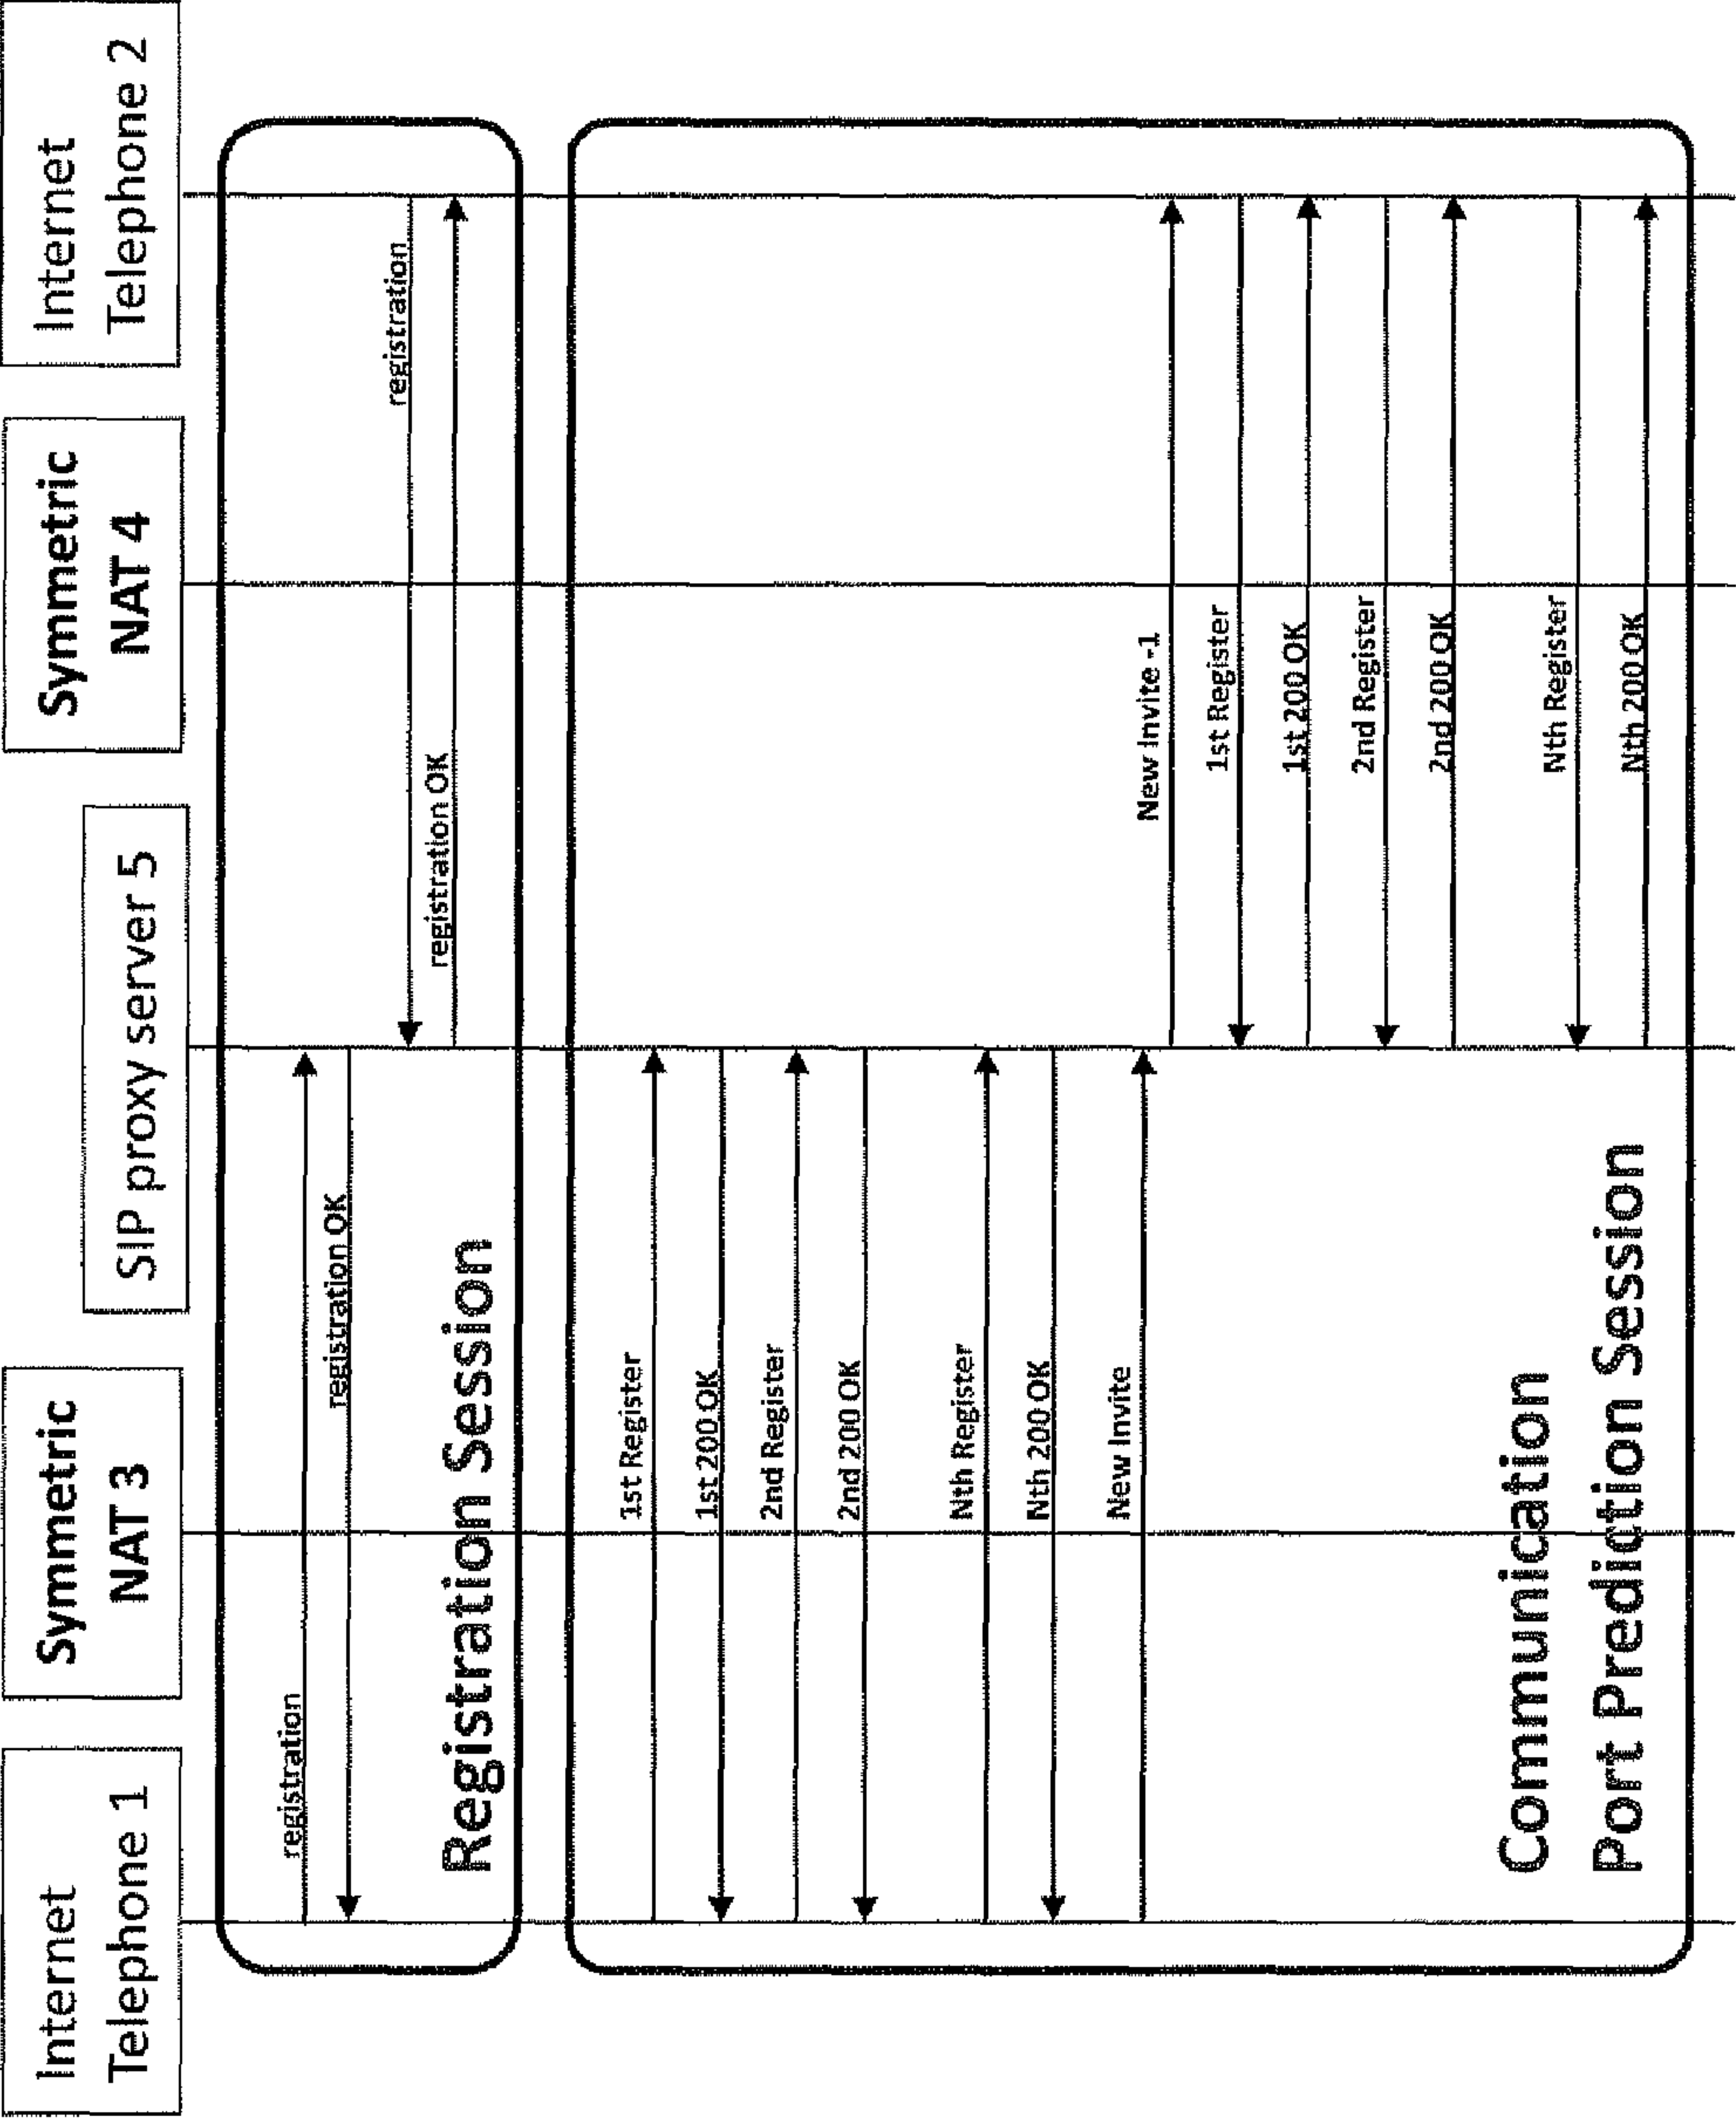 Internet
Telephone 1
Symmetric
NAT 3
SIP proxy server 5
Symmetric
NAT 4
Internet
Telephone 2
registration
registration OK
registration
registration OK
Registration Session
1st Register
1st 200 OK
2nd Register
2nd 200 OK
Nth Register
Nth 200 OK
New Invite
New Invite -1
1st Register
1st 200 OK
2nd Register
2nd 200 OK
Nth Register
Nth 200 OK
Communication
Port Prediction Session